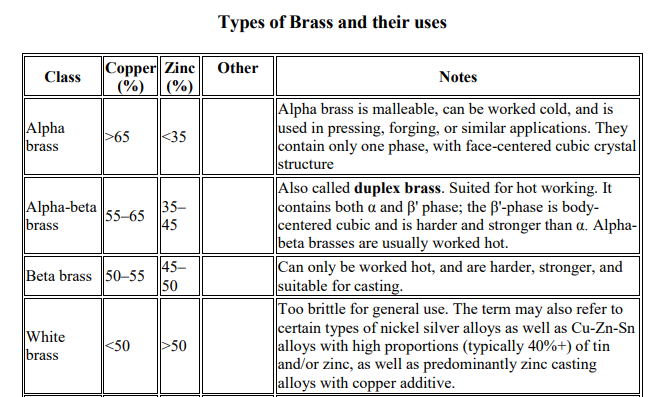 Types of Brass and their uses
Class Copper (%) Zinc (%) Other Notes
Alpha brass >65 <35
Alpha brass is malleable, can be worked cold, and is
used in pressing, forging, or similar applications. They
contain only one phase, with face-centered cubic crystal
structure
Alpha-beta brass 55–65 35–45
Also called duplex brass. Suited for hot working. It
contains both α and β' phase; the β'-phase is body-
centered cubic and is harder and stronger than α. Alpha-
beta brasses are usually worked hot.
Beta brass 50–55 45–50
Can only be worked hot, and are harder, stronger, and
suitable for casting.
White brass <50 >50
Too brittle for general use. The term may also refer to
certain types of nickel silver alloys as well as Cu-Zn-Sn
alloys with high proportions (typically 40%+) of tin
and/or zinc, as well as predominantly zinc casting
alloys with copper additive.